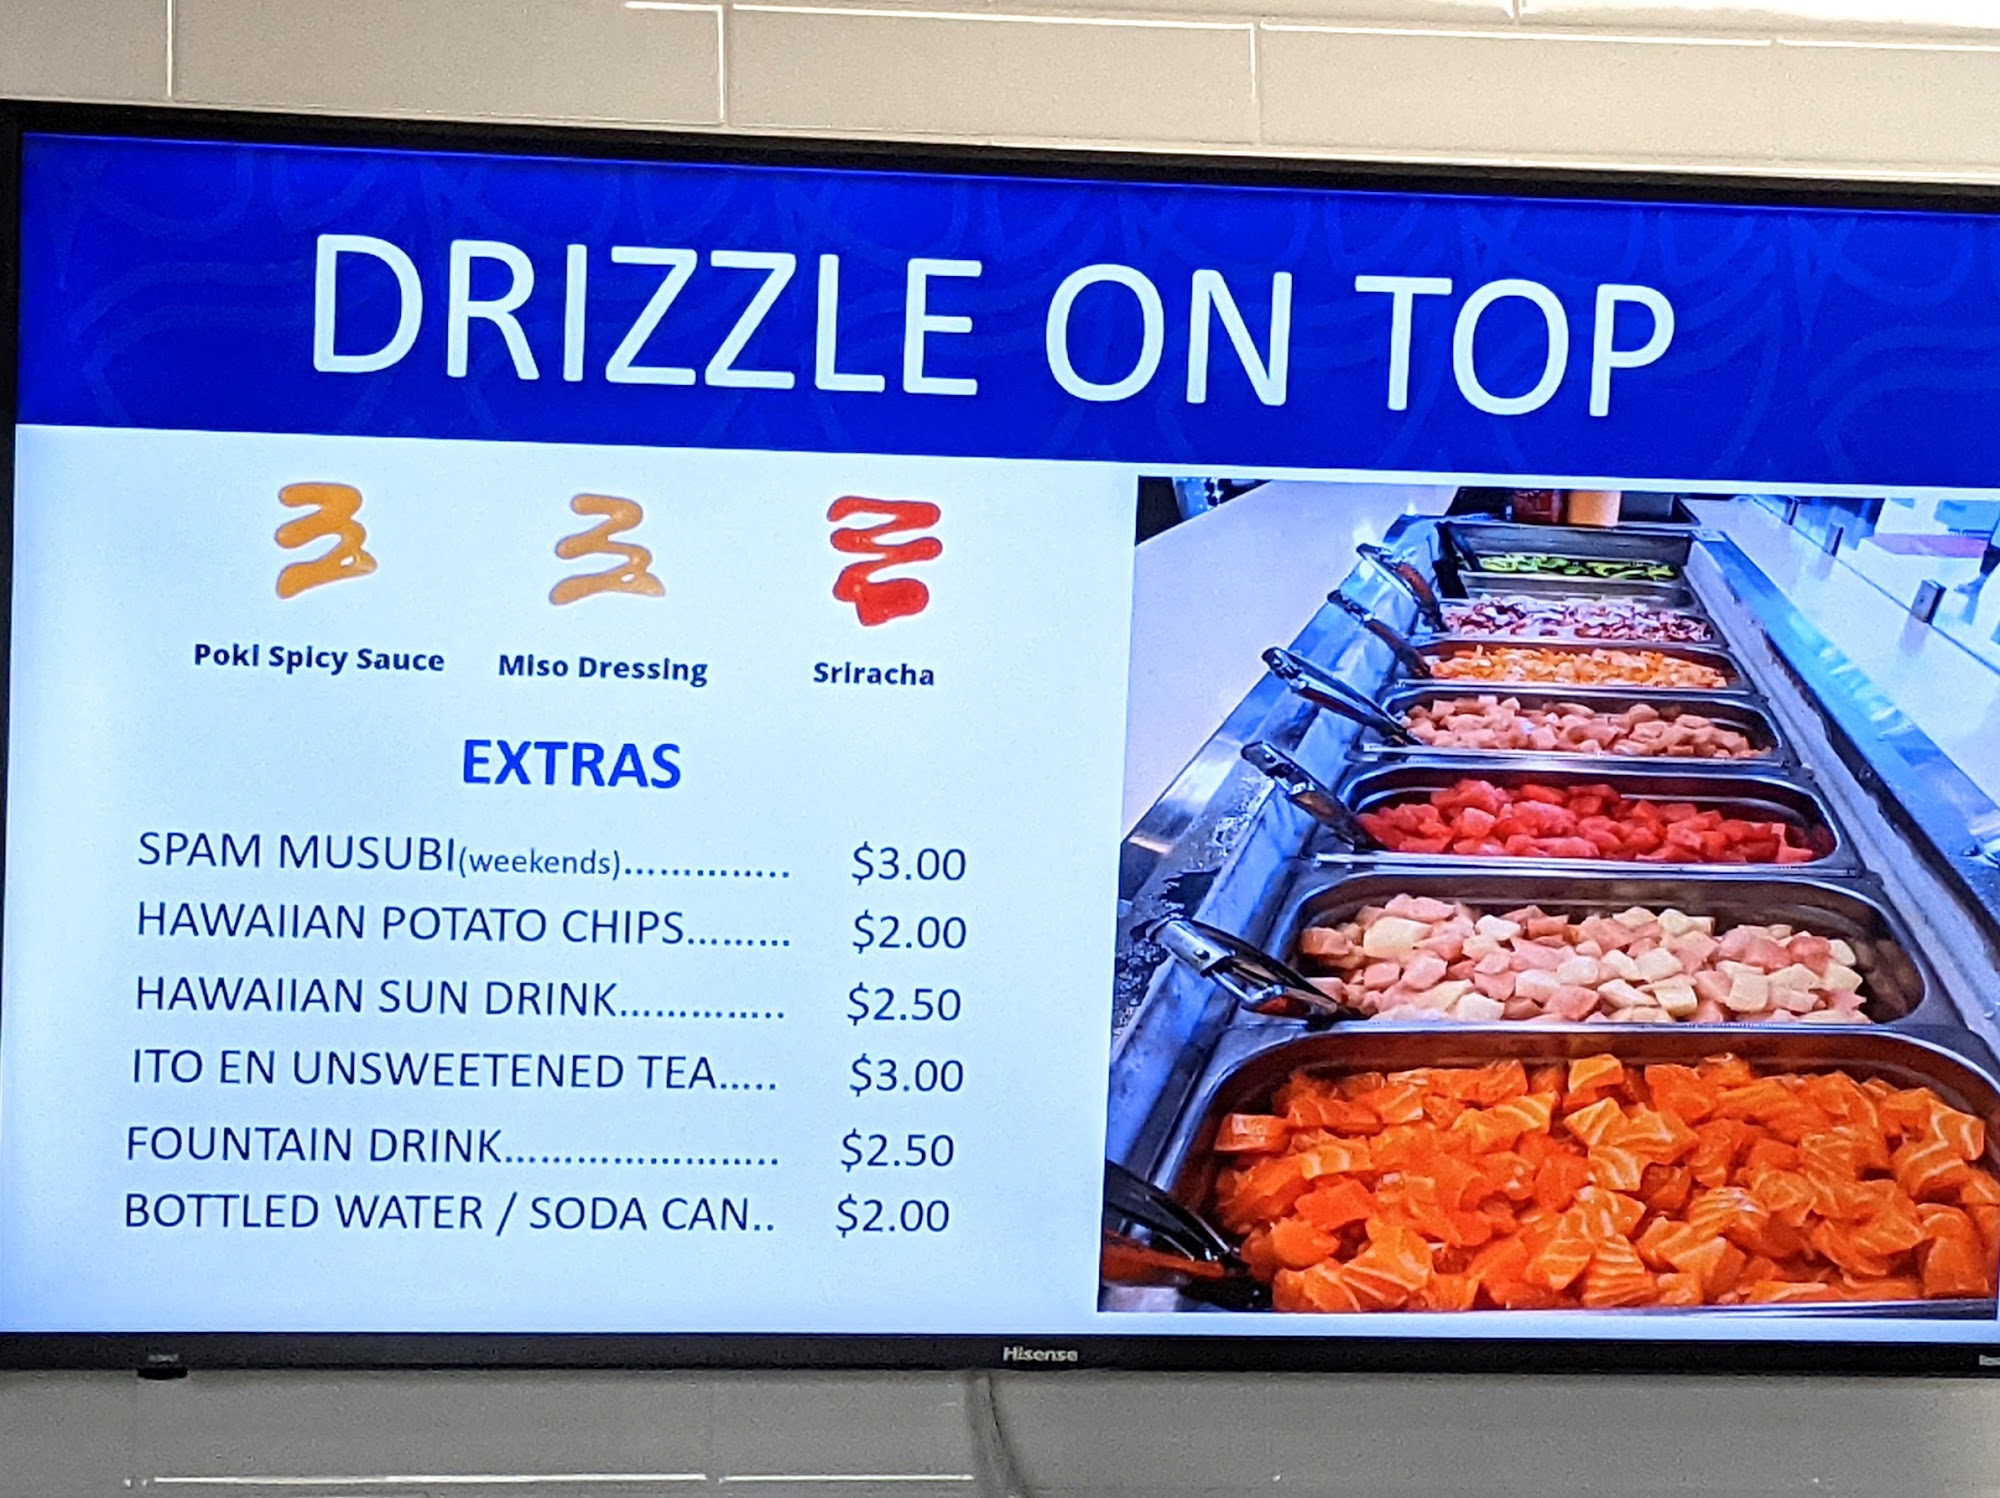 DRIZZLE ON TOP
Poki Spicy Sauce
Miso Dressing
Sriracha
EXTRAS
SPAM MUSUBI(weekends).............. $3.00
HAWAIIAN POTATO CHIPS......... $2.00
HAWAIIAN SUN DRINK.............. $2.50
ITO EN UNSWEETENED TEA..... $3.00
FOUNTAIN DRINK....................... $2.50
BOTTLED WATER / SODA CAN.. $2.00
Hisense